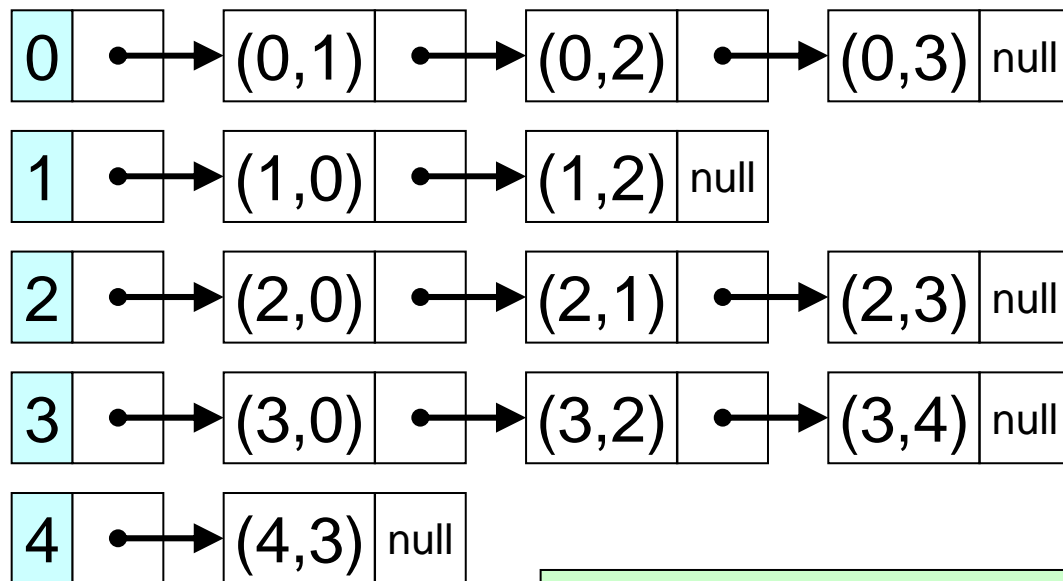 0 (0,1) (0,2) (0,3) null
1 (1,0) (1,2) null
2 (2,0) (2,1) (2,3) null
3 (3,0) (3,2) (3,4) null
4 (4,3) null